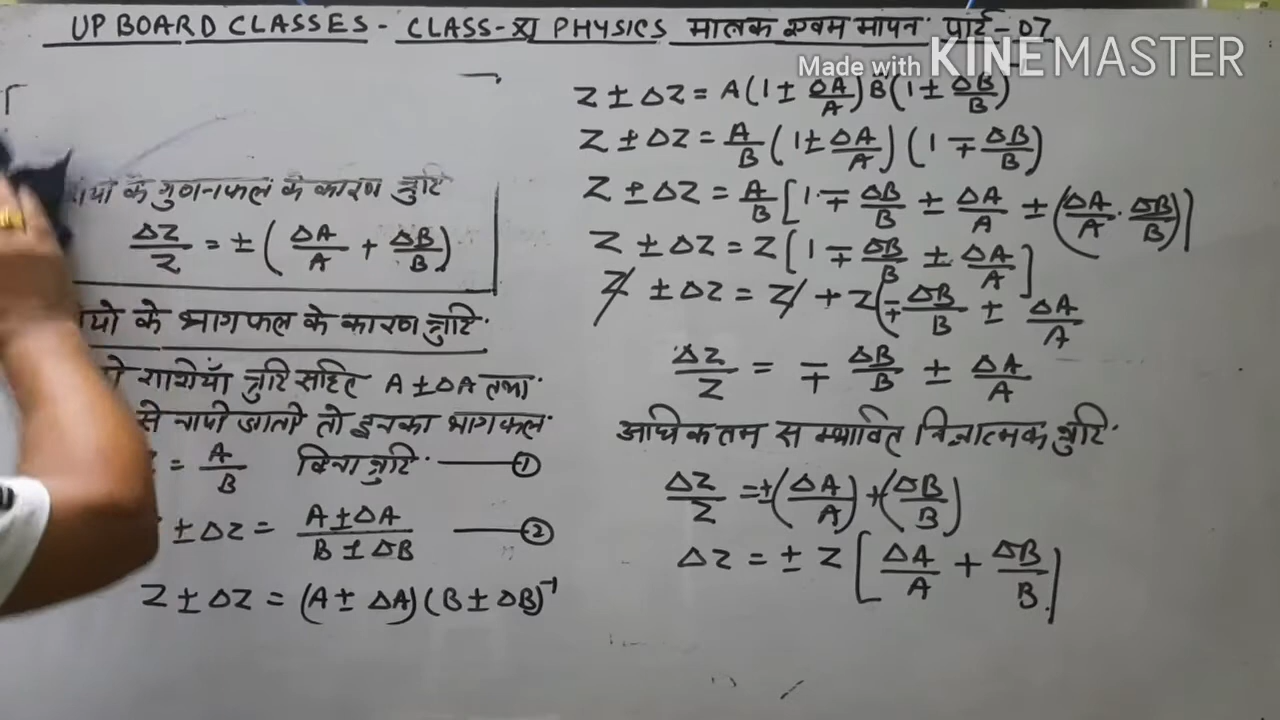 UP BOARD CLASSES - CLASS-XI PHYSICS मात्रक एवम मापन पार्ट - 07
Made with KINEMASTER
के गुणनफल के कारण त्रुटि
ΔZ/Z = ± (ΔA/A + ΔB/B)
के भागफल के कारण त्रुटि
राशियाँ त्रुटि सहित A ± ΔA तथा
से नापी जाती तो इनका भागफल
= A/B बिना त्रुटि ——①
± ΔZ = A ± ΔA / B ± ΔB ——②
Z ± ΔZ = (A ± ΔA)(B ± ΔB)⁻¹
Z ± ΔZ = A(1 ± ΔA/A) B⁻¹(1 ± ΔB/B)⁻¹
Z ± ΔZ = A/B (1 ± ΔA/A)(1 ∓ ΔB/B)
Z ± ΔZ = A/B [1 ∓ ΔB/B ± ΔA/A ± (ΔA/A · ΔB/B)]
Z ± ΔZ = Z [1 ∓ ΔB/B ± ΔA/A]
Z ± ΔZ = Z + Z(∓ ΔB/B ± ΔA/A
ΔZ/Z = ∓ ΔB/B ± ΔA/A
अधिकतम सम्भावित भिन्नात्मक त्रुटि
ΔZ/Z = ±(ΔA/A) + (ΔB/B)
ΔZ = ± Z [ΔA/A + ΔB/B]